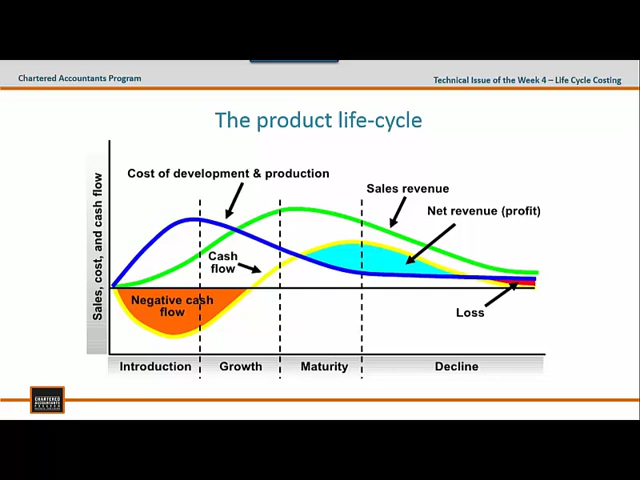 Chartered Accountants Program
Technical Issue of the Week 4 – Life Cycle Costing
The product life-cycle
Cost of development & production
Sales revenue
Net revenue (profit)
Cash
flow
Sales, cost, and cash flow
Negative cash
flow
Loss
Introduction
Growth
Maturity
Decline
CHARTERED
ACCOUNTANTS
PROGRAM